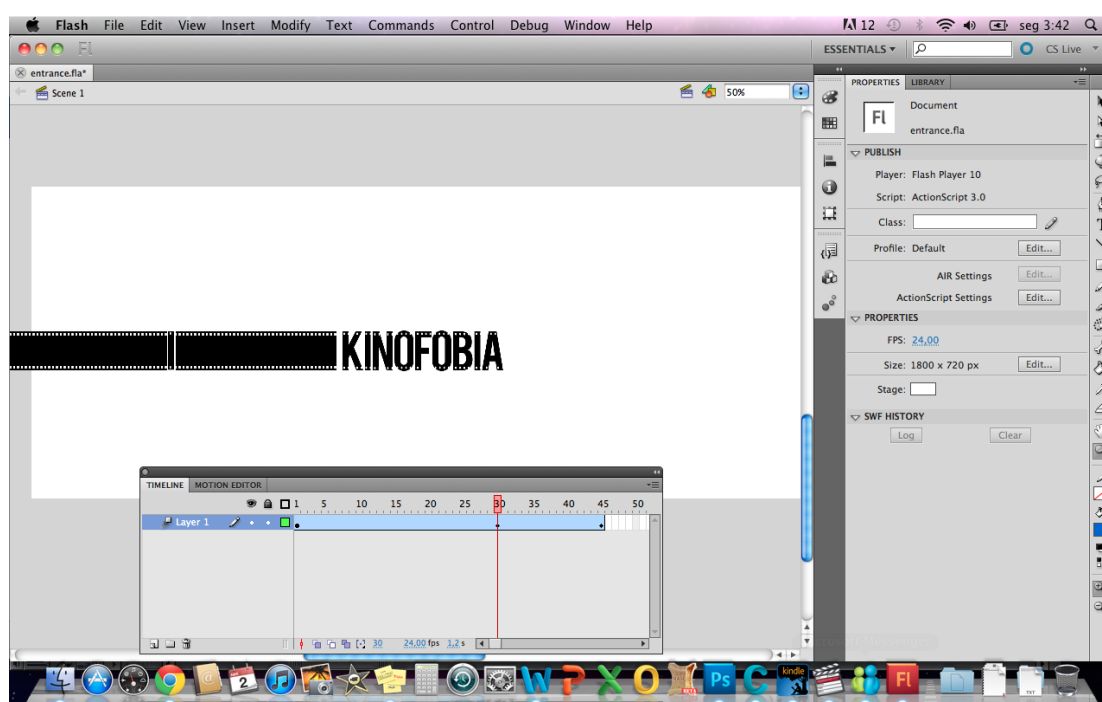 Flash File Edit View Insert Modify Text Commands Control Debug Window Help 12 seg 3:42
Fl ESSENTIALS CS Live
entrance.fla*
Scene 1 50%
PROPERTIES LIBRARY
Fl Document
entrance.fla
PUBLISH
Player: Flash Player 10
Script: ActionScript 3.0
Class:
Profile: Default Edit...
AIR Settings Edit...
ActionScript Settings Edit...
PROPERTIES
FPS: 24,00
Size: 1800 x 720 px Edit...
Stage:
SWF HISTORY
Log Clear
KINOFOBIA
TIMELINE MOTION EDITOR
1 5 10 15 20 25 30 35 40 45 50
Layer 1
30 24,00 fps 1,2 s
2 W P X O Ps C kindle Fl TXT